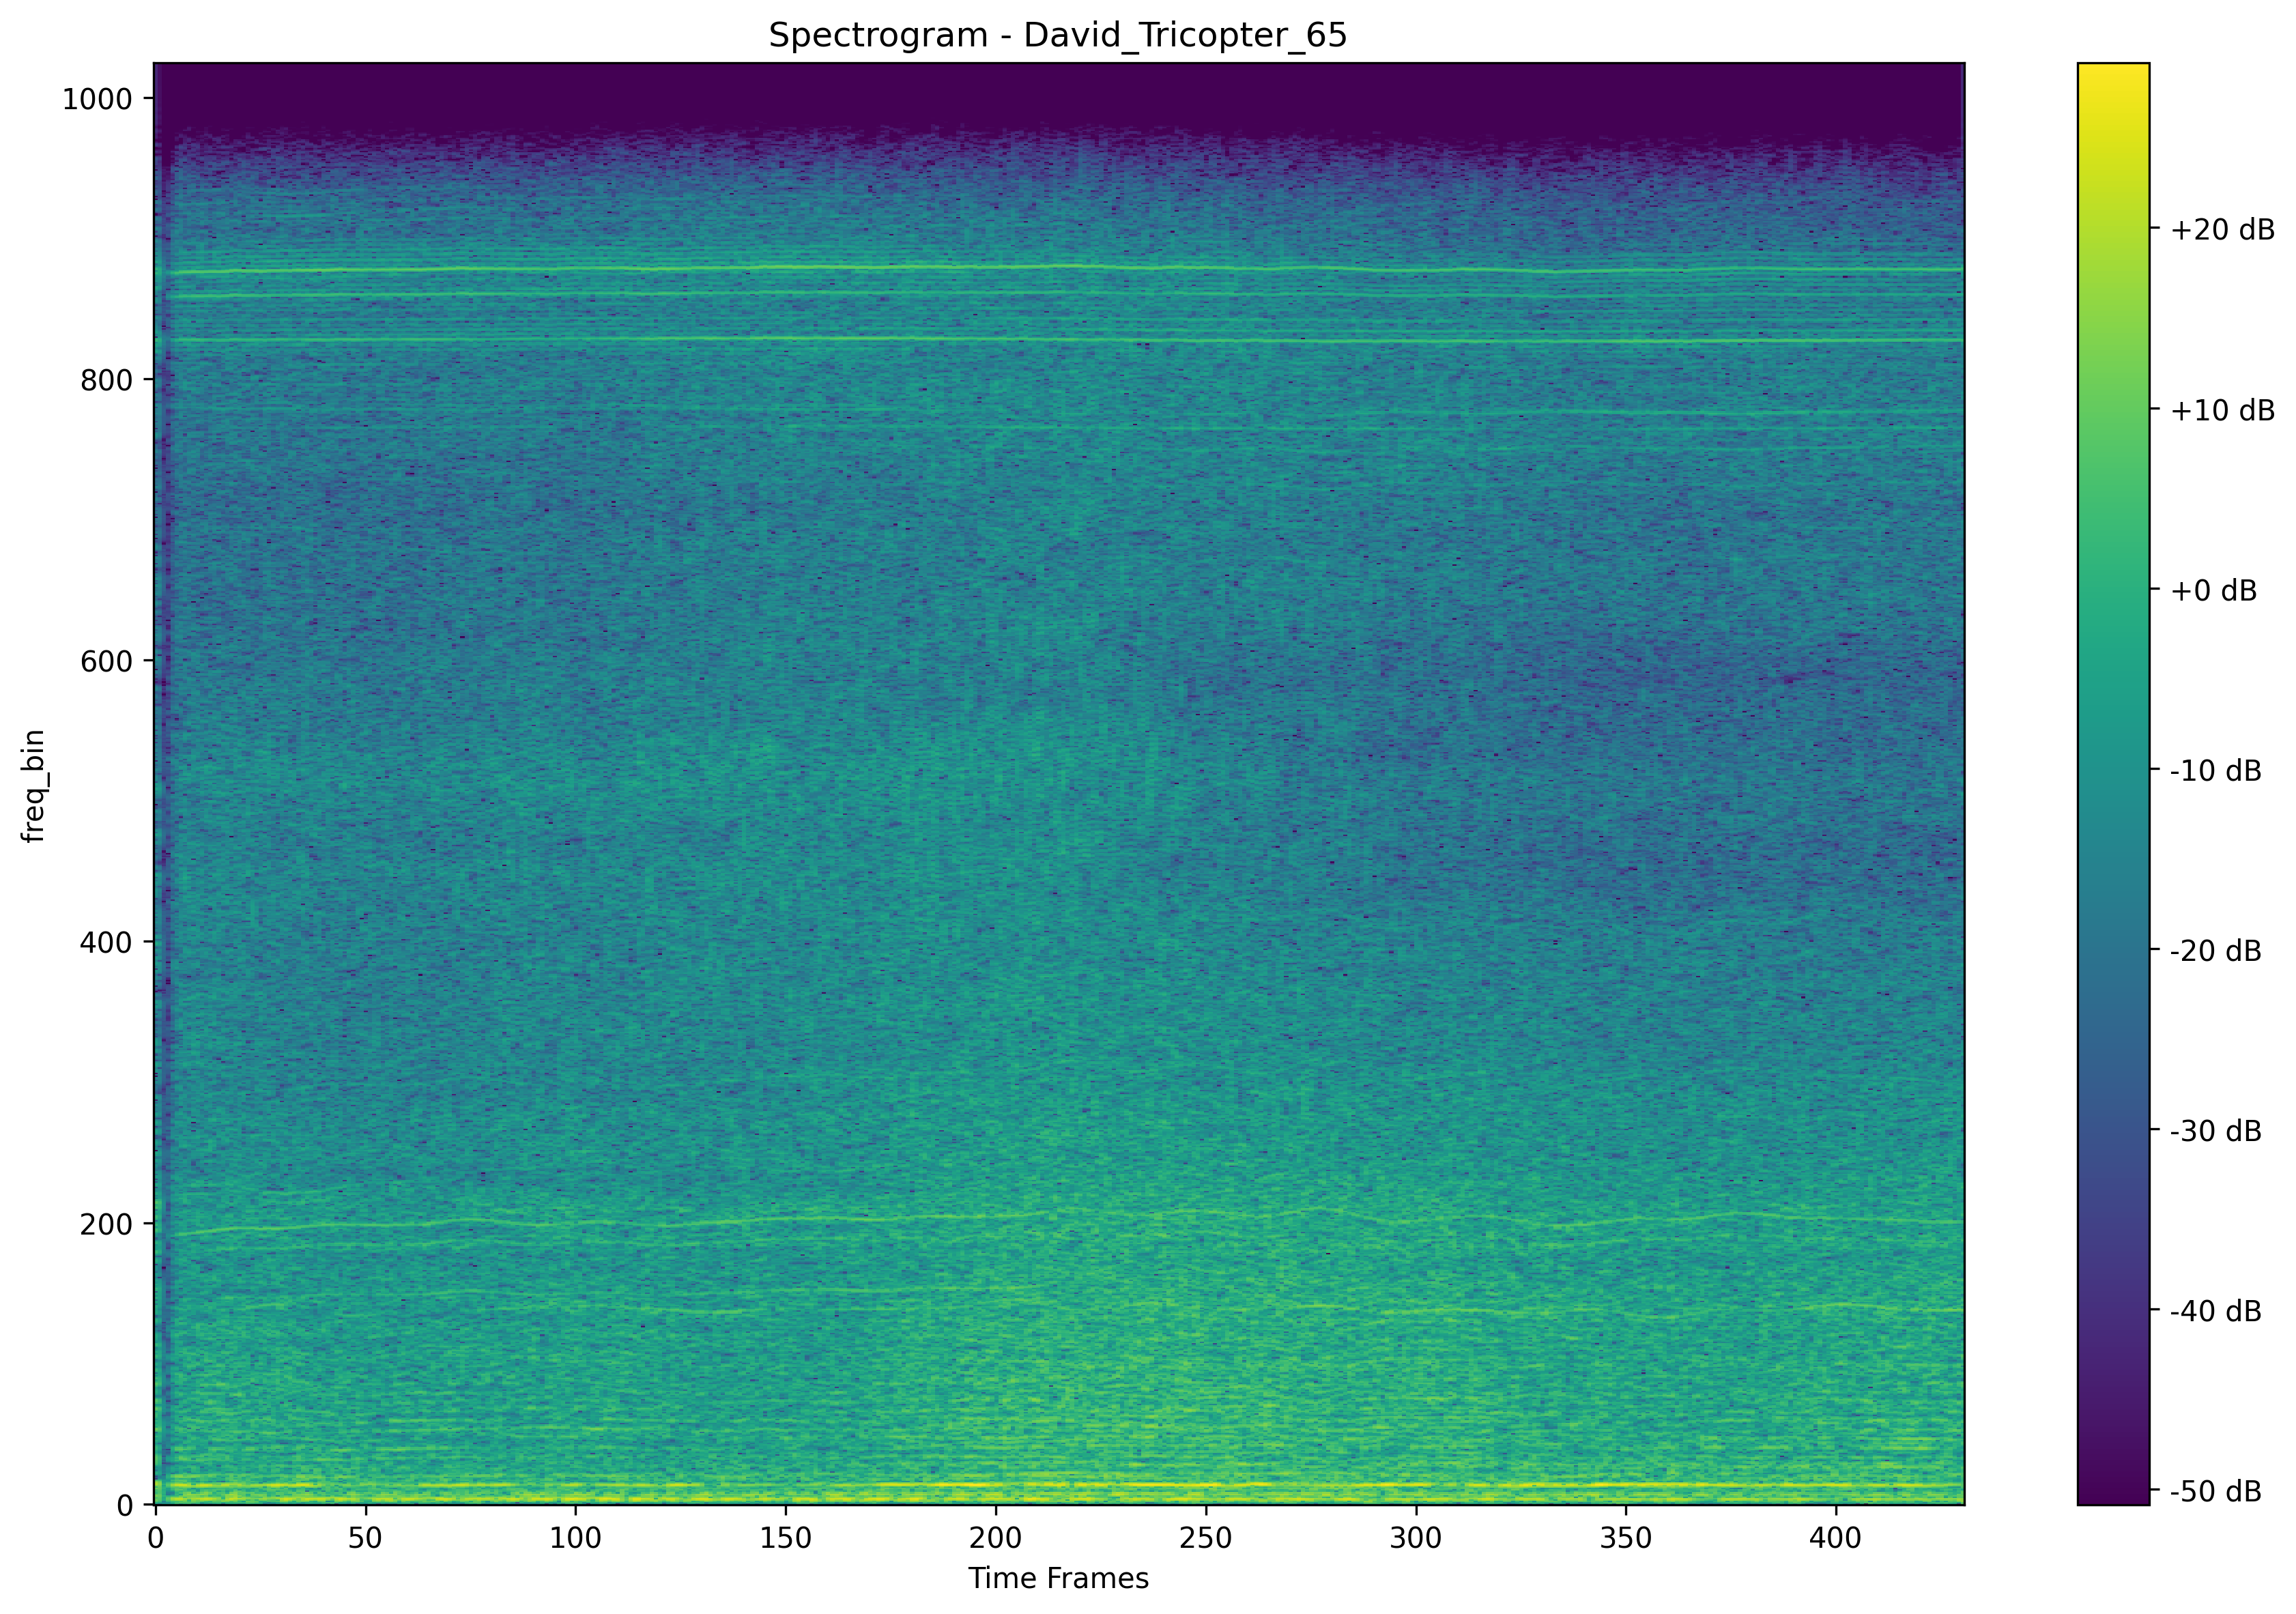 Spectrogram - David_Tricopter_65
1000
800
600
400
200
0
freq_bin
0 50 100 150 200 250 300 350 400
Time Frames
+20 dB
+10 dB
+0 dB
-10 dB
-20 dB
-30 dB
-40 dB
-50 dB